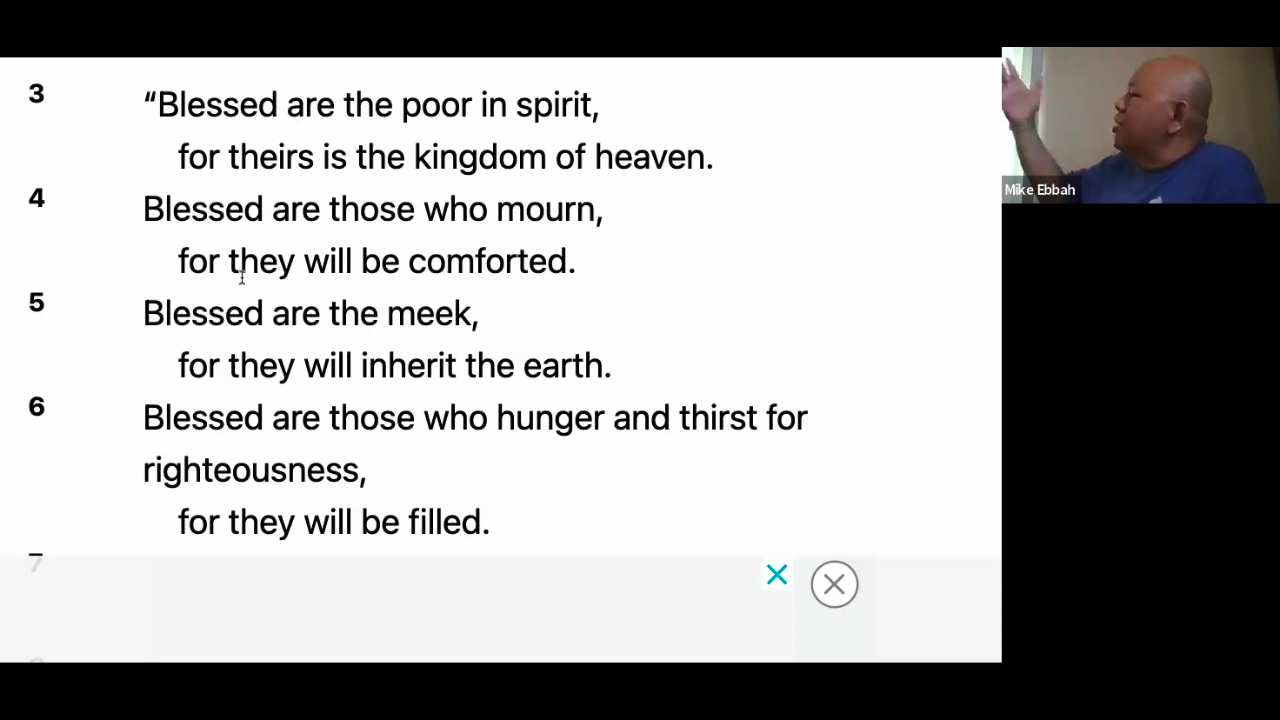 3
“Blessed are the poor in spirit,
for theirs is the kingdom of heaven.
4
Blessed are those who mourn,
for they will be comforted.
5
Blessed are the meek,
for they will inherit the earth.
6
Blessed are those who hunger and thirst for
righteousness,
for they will be filled.
7
Mike Ebbah